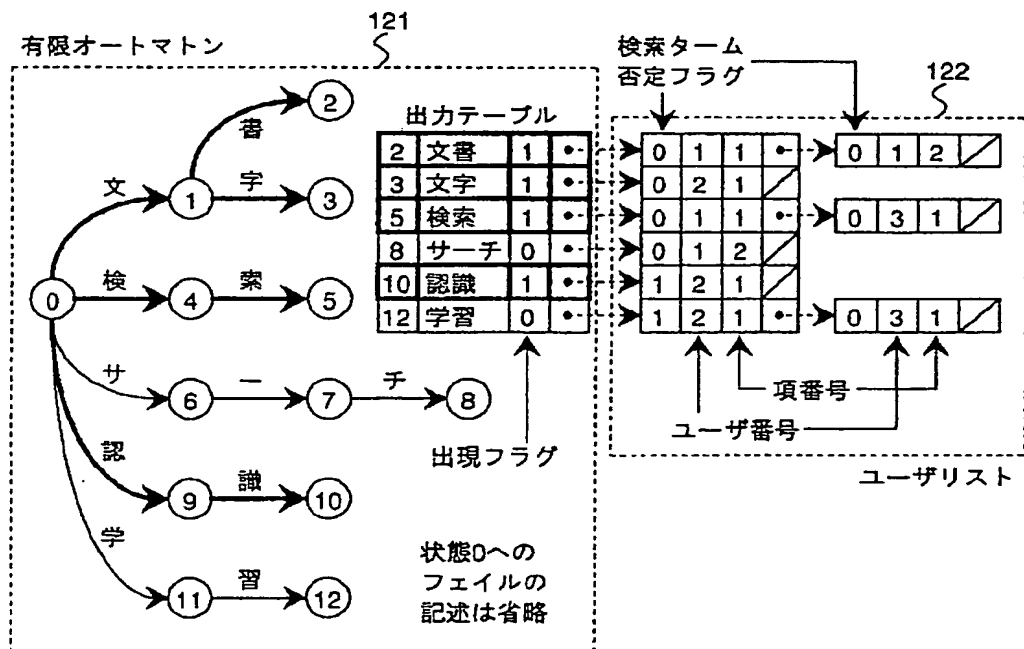 121
有限オートマトン
検索ターム
否定フラグ
122
出力テーブル
2 文書 1
3 文字 1
5 検索 1
8 サーチ 0
10 認識 1
12 学習 0
0 1 1
0 2 1
0 1 1
0 1 2
1 2 1
1 2 1
0 1 2
0 3 1
0 3 1
書
2
文
1
字
3
0
検
4
索
5
サ
6
ー
7
チ
8
認
9
識
10
学
11
習
12
出現フラグ
項番号
ユーザ番号
ユーザリスト
状態0への
フェイルの
記述は省略